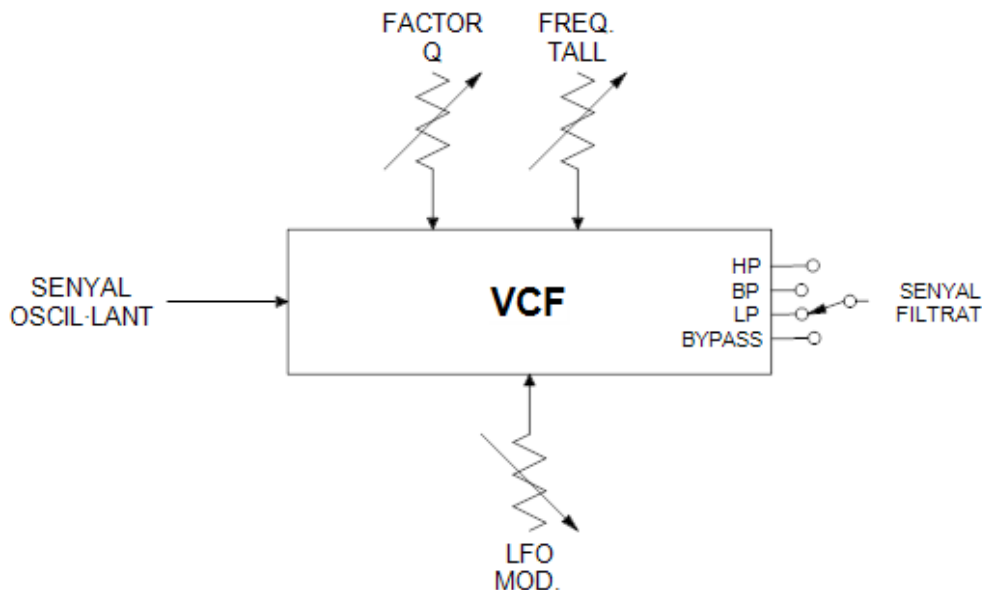 FACTOR
Q
FREQ.
TALL
SENYAL
OSCIL·LANT
VCF
HP
BP
LP
BYPASS
SENYAL
FILTRAT
LFO
MOD.